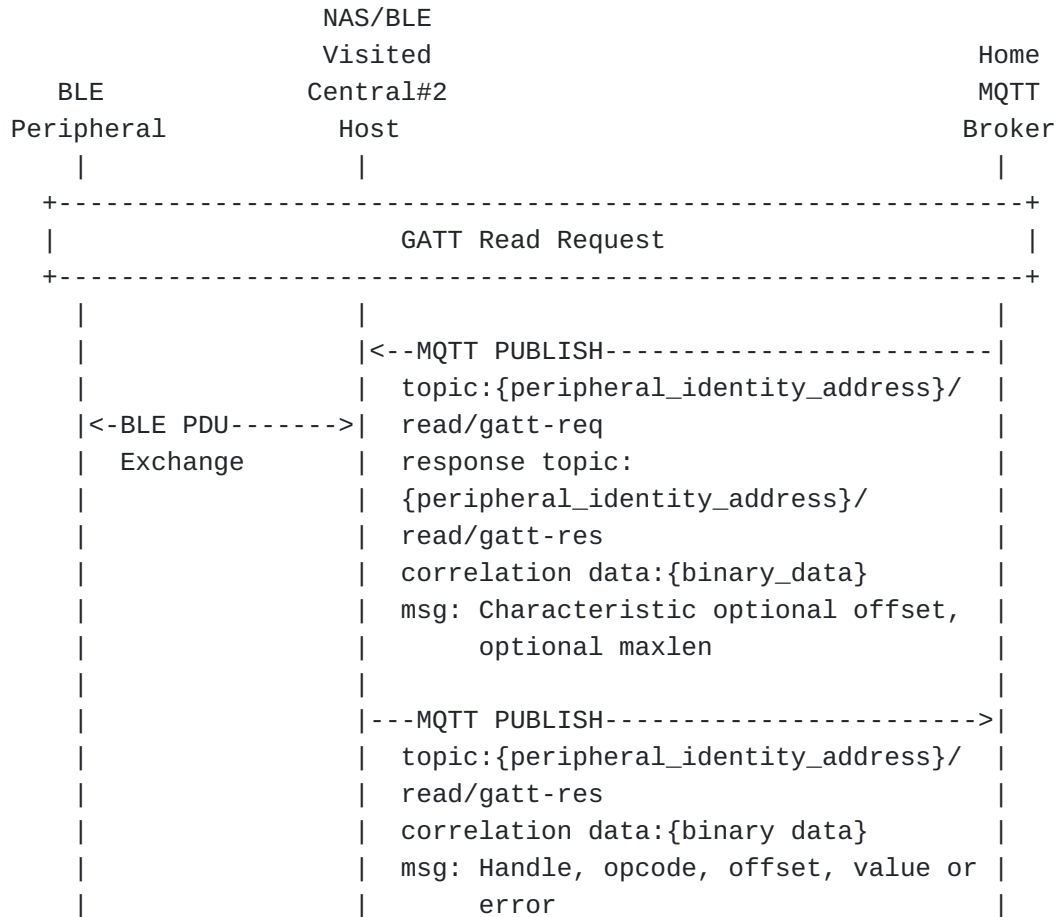 NAS/BLE
                    Visited                                   Home
   BLE             Central#2                                  MQTT
Peripheral           Host                                    Broker
    |                 |                                        |
  +-------------------------------------------------------------+
  |                      GATT Read Request                       |
  +-------------------------------------------------------------+
    |                 |                                        |
    |                 |<--MQTT PUBLISH-------------------------|
    |                 |  topic:{peripheral_identity_address}/  |
    |<-BLE PDU------->|  read/gatt-req                         |
    |  Exchange       |  response topic:                       |
    |                 |  {peripheral_identity_address}/        |
    |                 |  read/gatt-res                         |
    |                 |  correlation data:{binary_data}        |
    |                 |  msg: Characteristic optional offset,  |
    |                 |       optional maxlen                  |
    |                 |                                        |
    |                 |---MQTT PUBLISH------------------------>|
    |                 |  topic:{peripheral_identity_address}/  |
    |                 |  read/gatt-res                         |
    |                 |  correlation data:{binary data}        |
    |                 |  msg: Handle, opcode, offset, value or |
    |                 |       error                            |